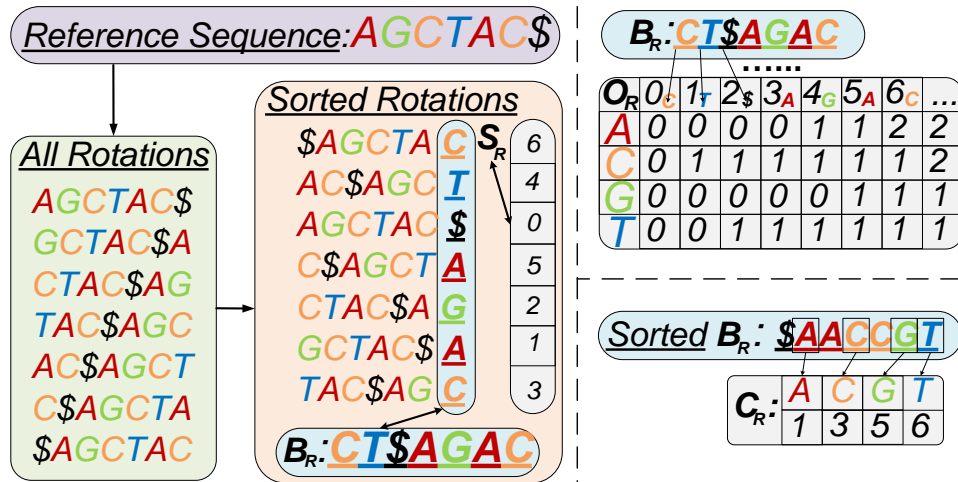 Reference Sequence:AGCTAC$
All Rotations
AGCTAC$
GCTAC$A
CTAC$AG
TAC$AGC
AC$AGCT
C$AGCTA
$AGCTAC
Sorted Rotations
$AGCTAC SR 6
AC$AGCT 4
AGCTAC$ 0
C$AGCTA 5
CTAC$AG 2
GCTAC$A 1
TAC$AGC 3
BR:CT$AGAC
BR:CT$AGAC
......
OR 0C 1T 2$ 3A 4G 5A 6C ...
A 0 0 0 0 1 1 2 2
C 0 1 1 1 1 1 1 2
G 0 0 0 0 0 1 1 1
T 0 0 1 1 1 1 1 1
Sorted BR: $AACCGT
CR: A C G T
1 3 5 6